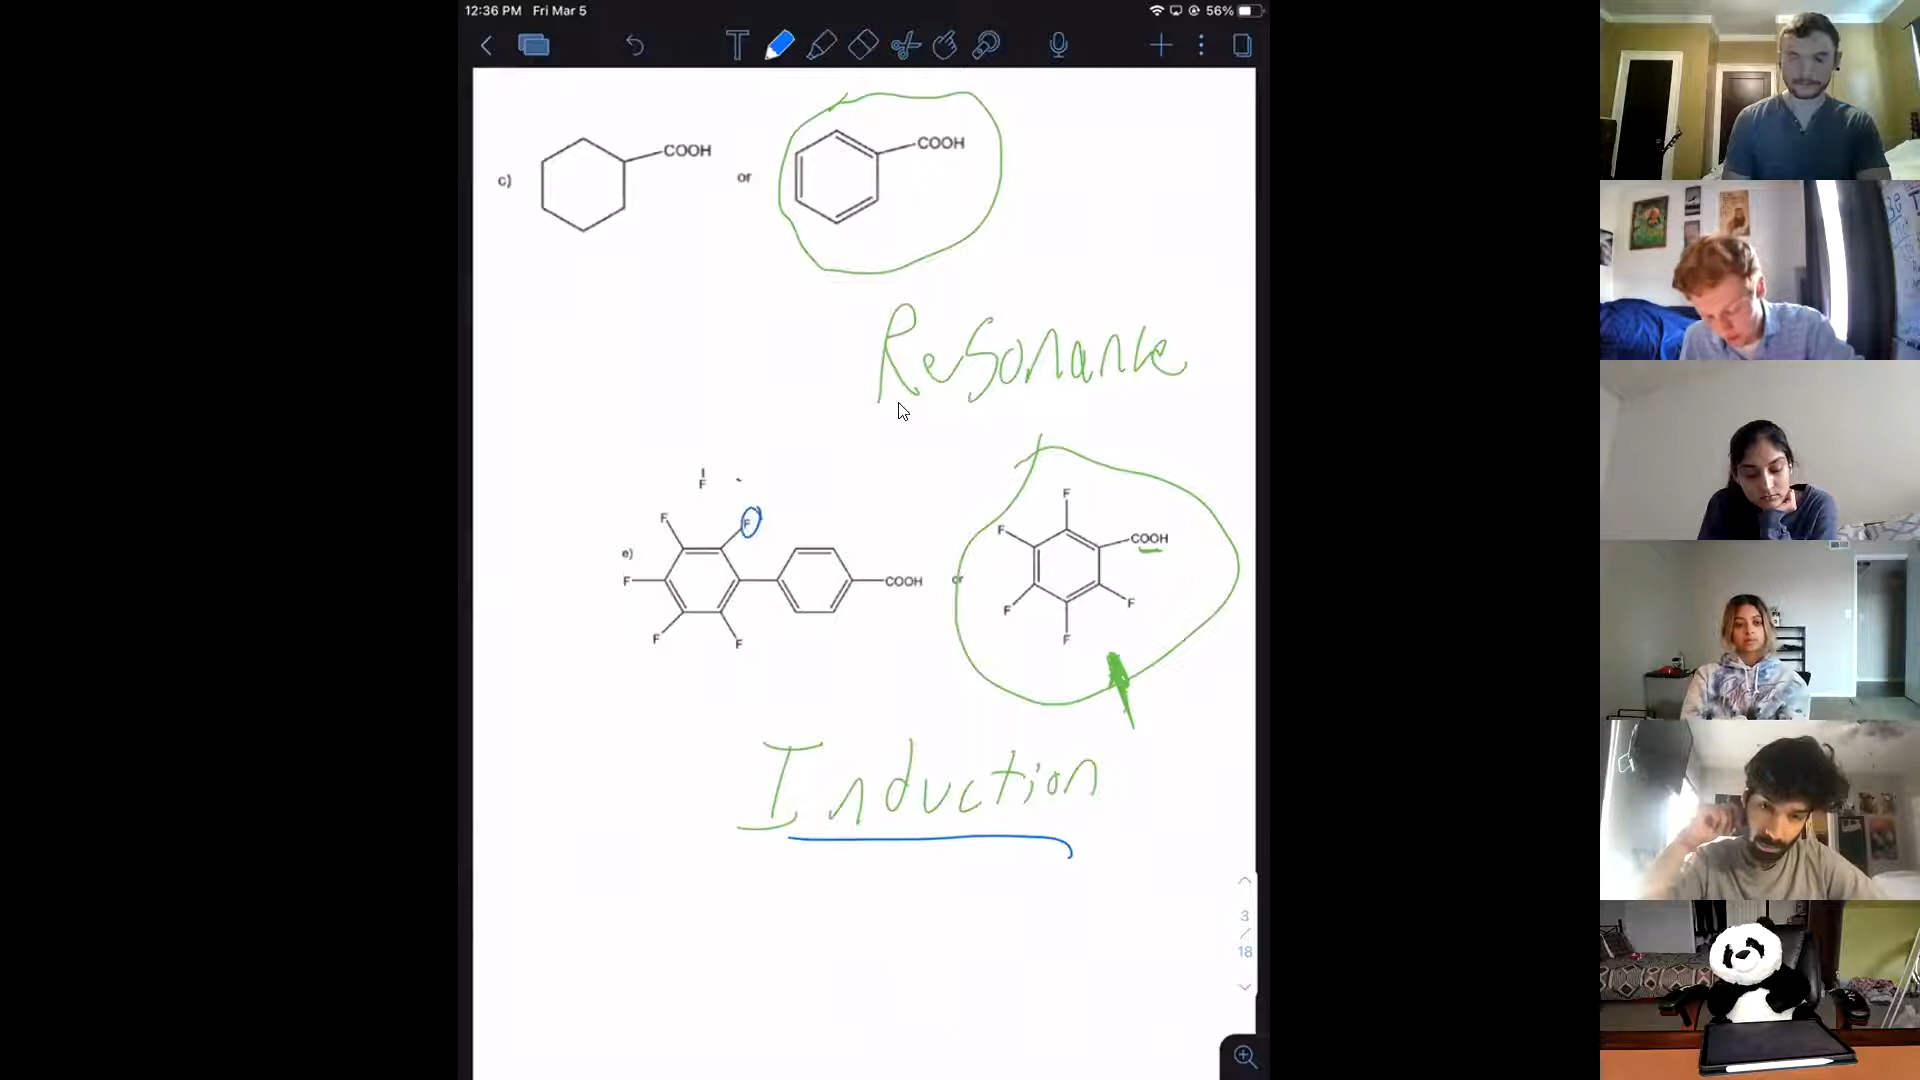 12:36 PM Fri Mar 5
56%
T
COOH
COOH
c)
or
Resonance
F
F
F
F
F
COOH
e)
F
COOH
or
F
F
F
F
F
F
Induction
3
/
18